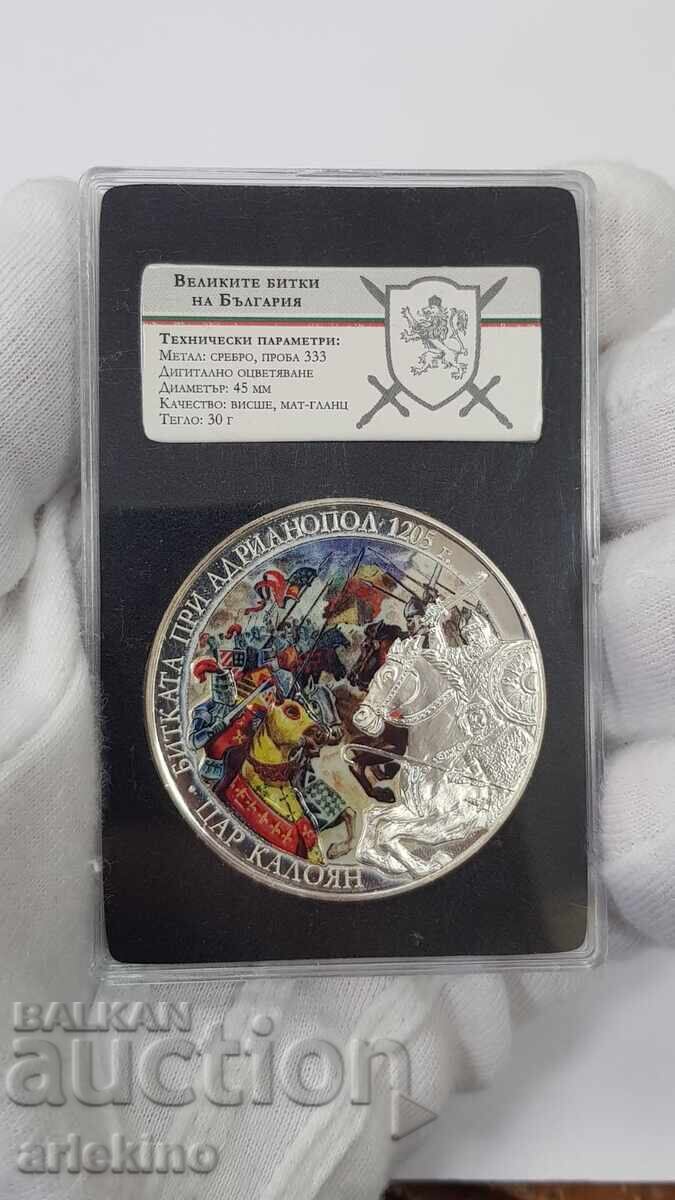 Великите битки
на България
Технически параметри:
Метал: сребро, проба 333
Дигитално оцветяване
Диаметър: 45 мм
Качество: висше, мат-гланц
Тегло: 30 г
• БИТКАТА ПРИ АДРИАНОПОЛ 1205 г.
ЦАР КАЛОЯН
BALKAN
auction
arlekino